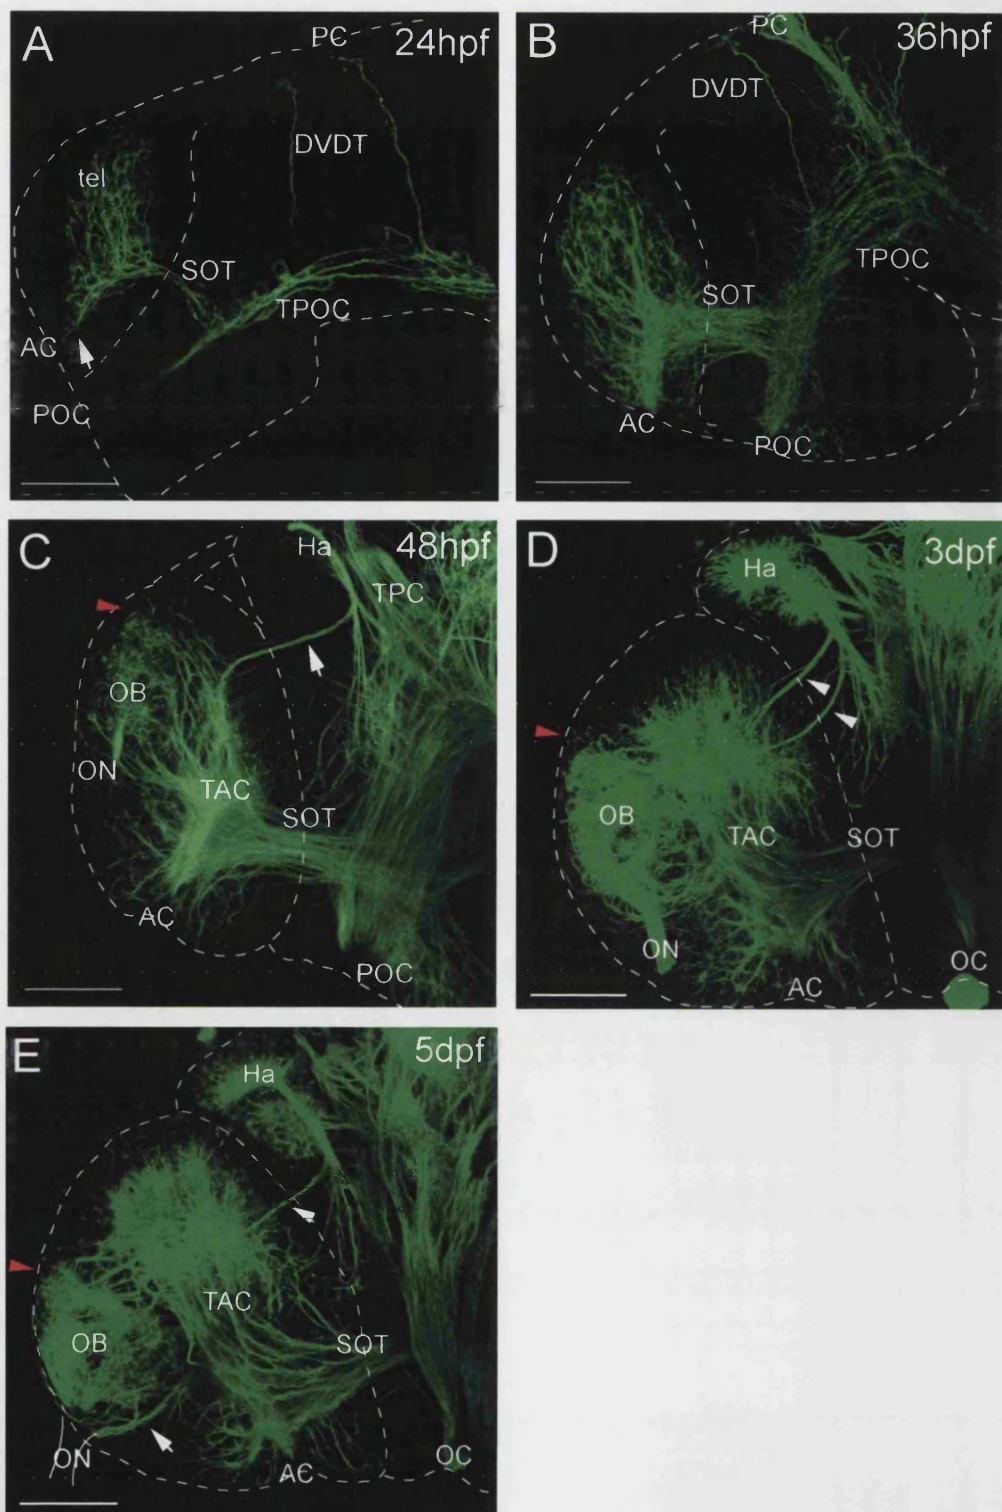 A
PC
24hpf
DVDT
tel
SOT
TPOC
AC
POC
B
PC
36hpf
DVDT
TPOC
SOT
AC
POC
C
Ha
48hpf
TPC
OB
ON
TAC
SOT
AC
POC
D
3dpf
Ha
OB
TAC
SOT
ON
OC
AC
E
5dpf
Ha
TAC
OB
SOT
ON
AC
OC